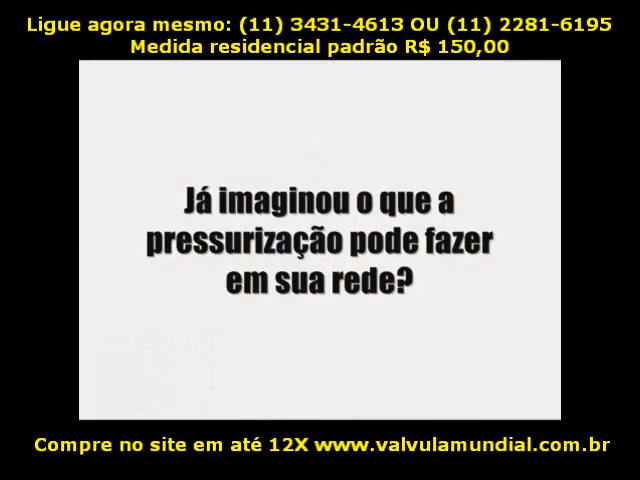 Ligue agora mesmo: (11) 3431-4613 OU (11) 2281-6195
Medida residencial padrão R$ 150,00
Já imaginou o que a
pressurização pode fazer
em sua rede?
Compre no site em até 12X www.valvulamundial.com.br